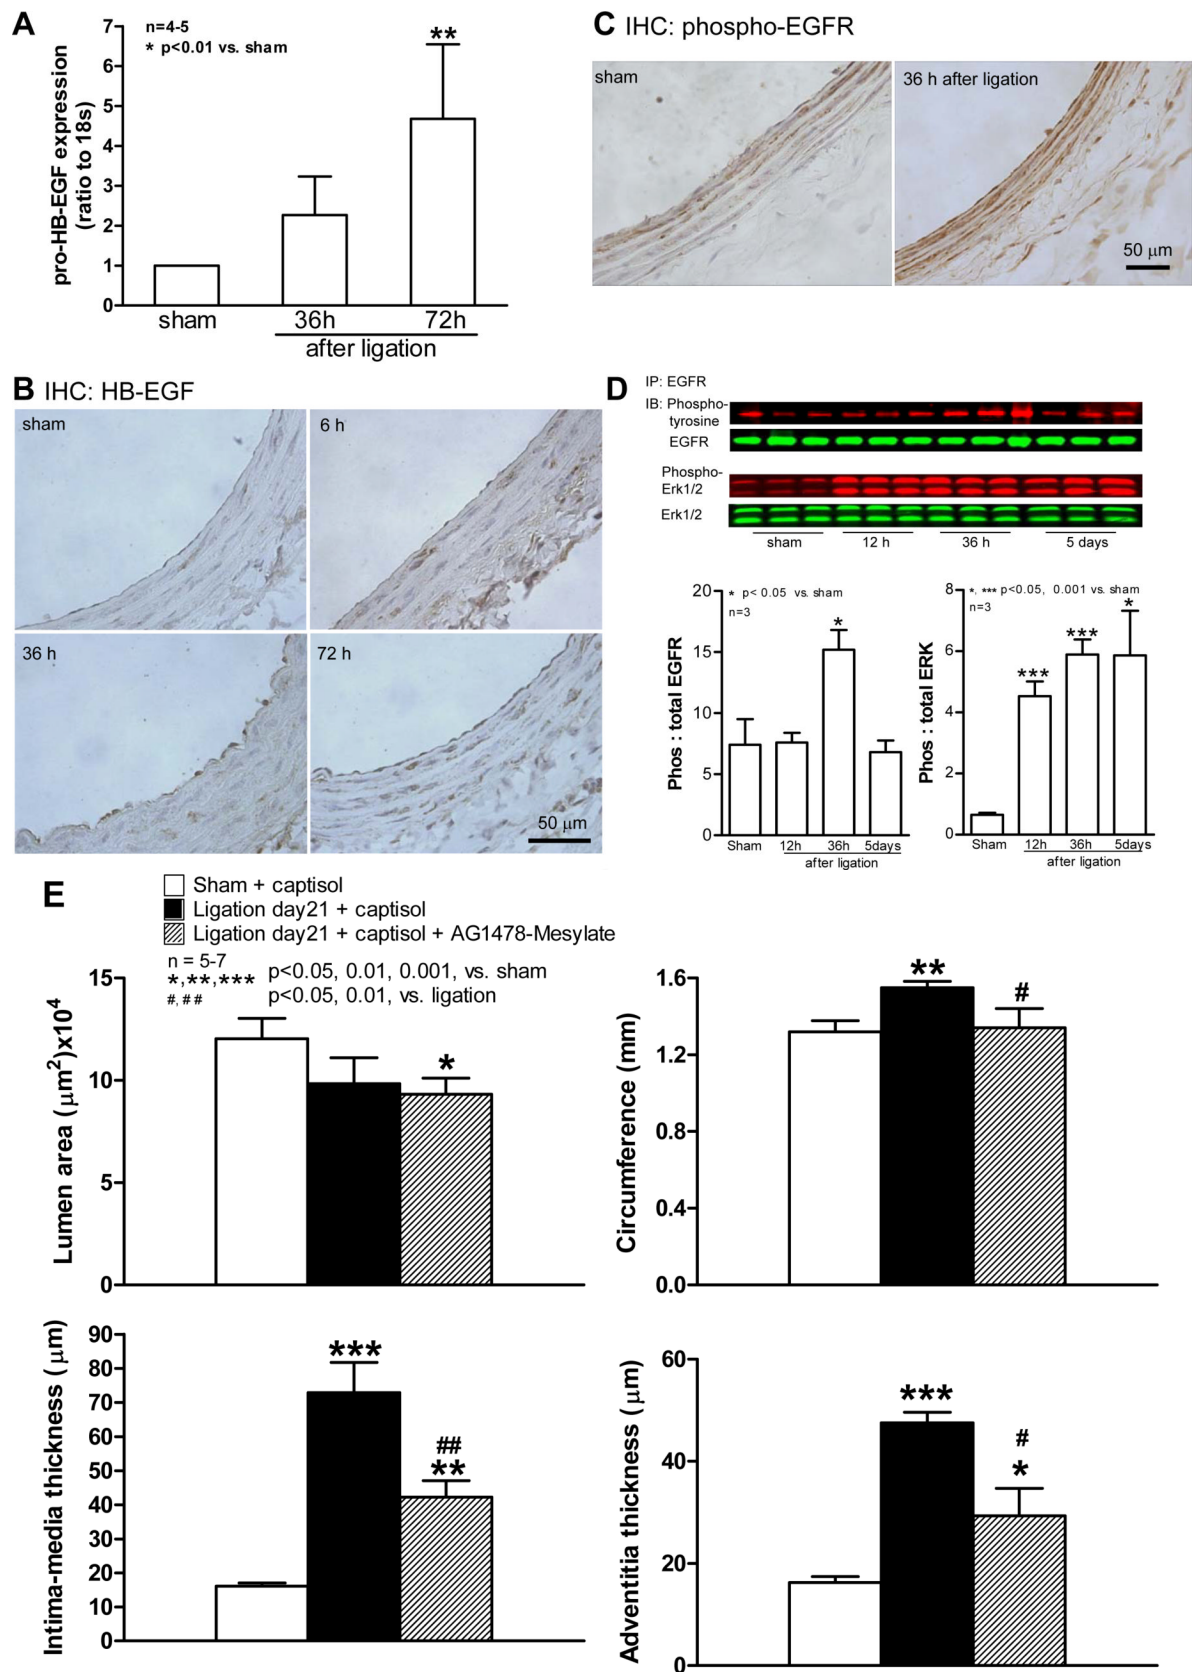 A
n=4-5
* p<0.01 vs. sham
**
pro-HB-EGF expression
(ratio to 18s)
7
6
5
4
3
2
1
0
sham
36h
72h
after ligation
C IHC: phospho-EGFR
sham
36 h after ligation
50 μm
B IHC: HB-EGF
sham
6 h
36 h
72 h
50 μm
D
IP: EGFR
IB: Phospho-
tyrosine
EGFR
Phospho-
Erk1/2
Erk1/2
sham
12 h
36 h
5 days
* p< 0.05 vs. sham
n=3
*
Phos : total EGFR
20
15
10
5
0
Sham
12h
36h
5days
after ligation
*, *** p<0.05, 0.001 vs. sham
n=3
***
***
*
Phos : total ERK
8
6
4
2
0
Sham
12h
36h
5days
after ligation
E
Sham + captisol
Ligation day21 + captisol
Ligation day21 + captisol + AG1478-Mesylate
n = 5-7
*,**,*** p<0.05, 0.01, 0.001, vs. sham
#, ## p<0.05, 0.01, vs. ligation
*
Lumen area (μm²)x10⁴
15
10
5
0
**
#
Circumference (mm)
1.6
1.2
0.8
0.4
0.0
***
##
**
Intima-media thickness (μm)
90
80
70
60
50
40
30
20
10
0
***
#
*
Adventitia thickness (μm)
60
40
20
0